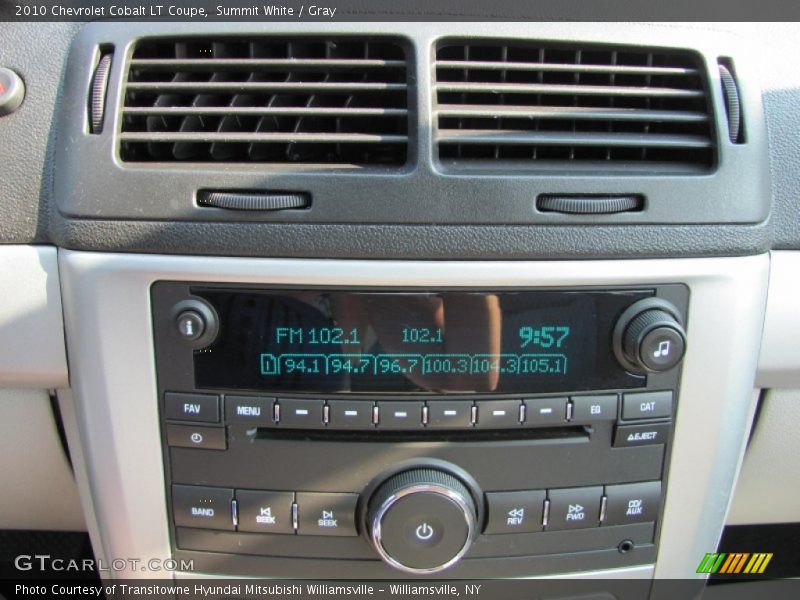 2010 Chevrolet Cobalt LT Coupe, Summit White / Gray
i
FM 102.1 102.1 9:57
1 94.1 94.7 96.7 100.3 104.3 105.1
FAV MENU EQ CAT
EJECT
BAND SEEK SEEK REV FWD CD/AUX
GTCARLOT.COM
Photo Courtesy of Transitowne Hyundai Mitsubishi Williamsville - Williamsville, NY